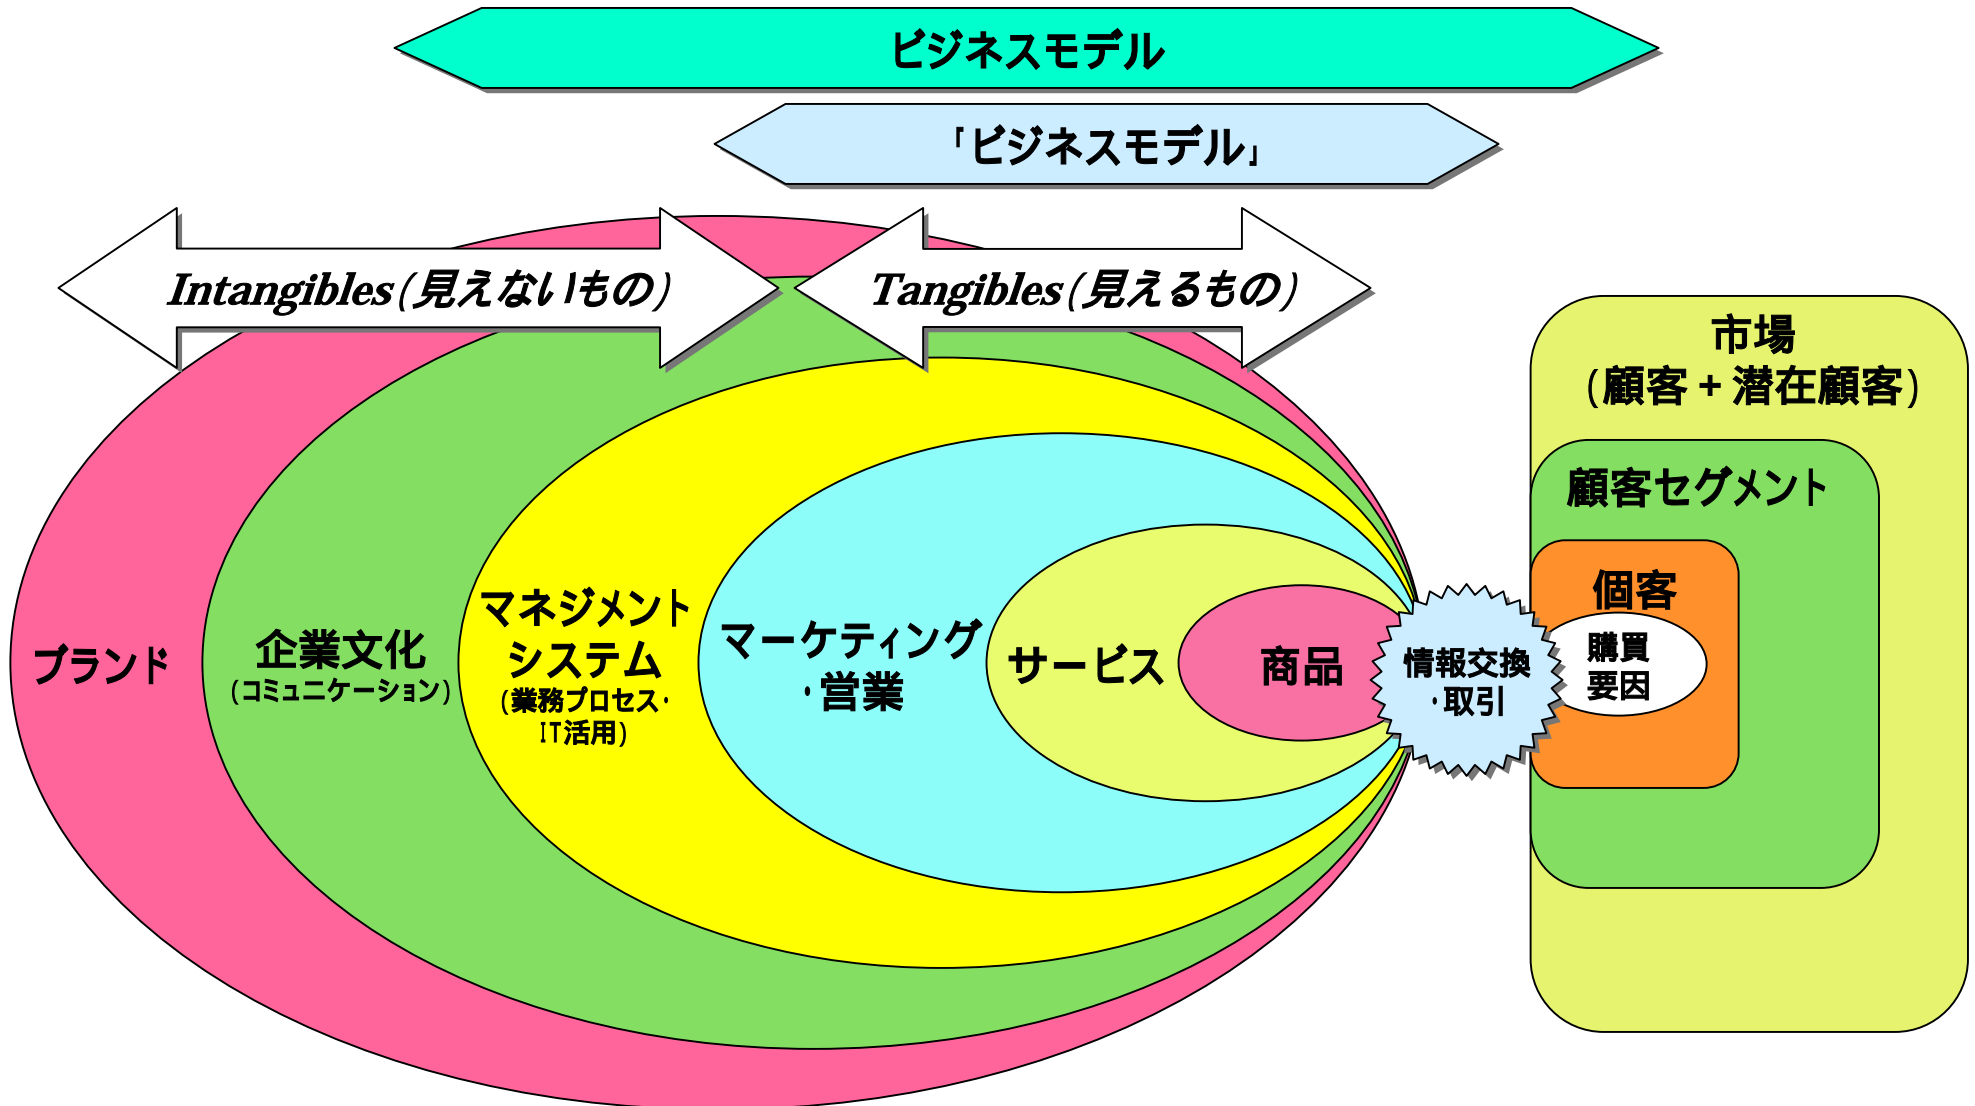 ビジネスモデル
「ビジネスモデル」
Intangibles(見えないもの)
Tangibles(見えるもの)
市場
(顧客+潜在顧客)
顧客セグメント
個客
購買
要因
ブランド
企業文化
(コミュニケーション)
マネジメント
システム
(業務プロセス・
IT活用)
マーケティング
・営業
サービス
商品
情報交換
・取引